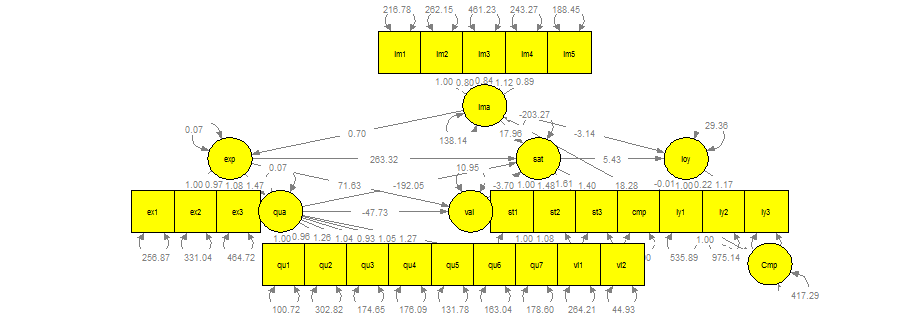 216.78 262.15 461.23 243.27 188.45
Im1 Im2 Im3 Im4 Im5
1.00 0.80 0.84 1.12 0.89
Ima
-203.27
0.07 0.70 138.14 17.96 -3.14 29.36
exp 0.07 263.32 10.95 sat 5.43 loy
1.00 0.97 1.08 1.47 71.63 -192.05 -3.70 1.00 1.48 1.61 1.40 18.28 -0.01 1.00 0.22 1.17
ex1 ex2 ex3 qua -47.73 val st1 st2 st3 cmp ly1 ly2 ly3
1.00 0.96 1.26 1.04 0.93 1.05 1.27 1.00 1.08 1.00
256.87 331.04 464.72 535.89 975.14
qu1 qu2 qu3 qu4 qu5 qu6 qu7 vl1 vl2 Cmp
417.29
100.72 302.82 174.65 176.09 131.78 163.04 178.60 264.21 44.93